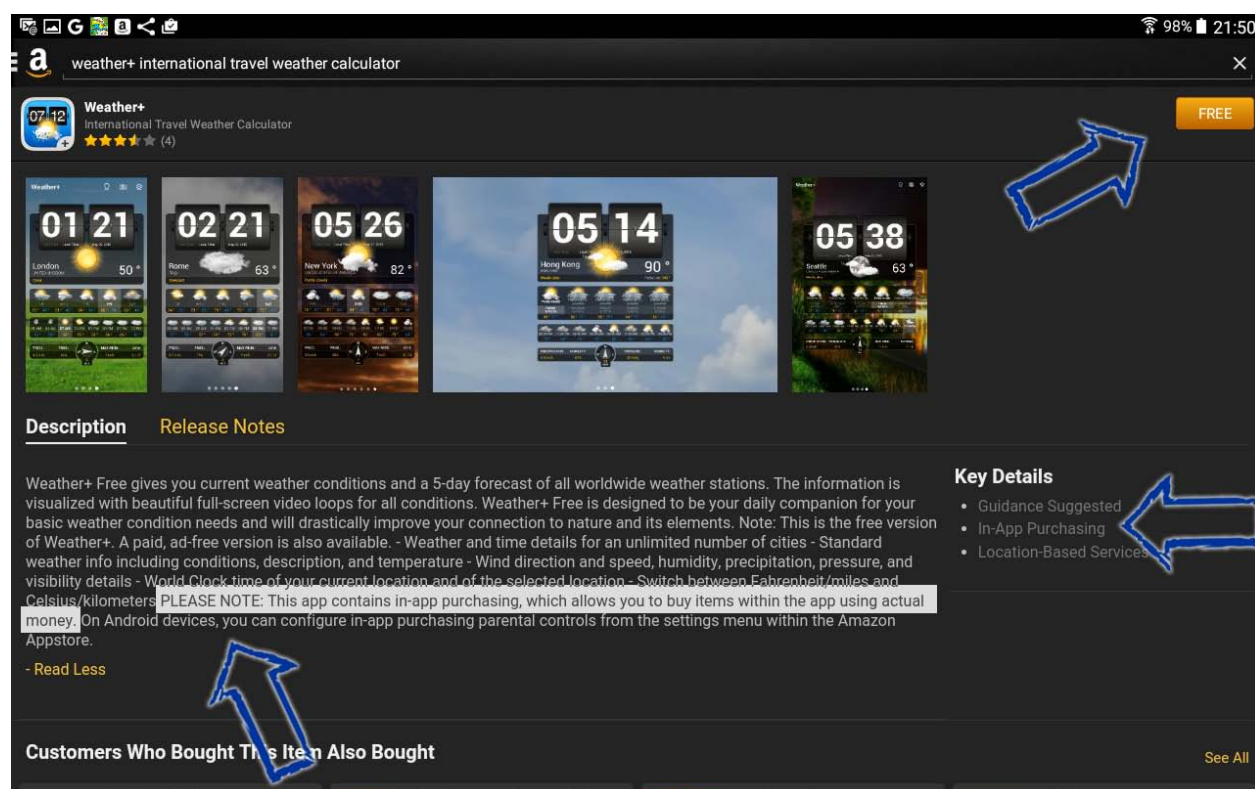 98% 21:50
weather+ international travel weather calculator
07 12
Weather+
International Travel Weather Calculator
(4)
FREE
Weather+
01 21
London
50°
02 21
Rome
63°
05 26
New York
82°
05 14
Hong Kong
90°
Weather+
05 38
Seattle
63°
Description Release Notes
Weather+ Free gives you current weather conditions and a 5-day forecast of all worldwide weather stations. The information is
visualized with beautiful full-screen video loops for all conditions. Weather+ Free is designed to be your daily companion for your
basic weather condition needs and will drastically improve your connection to nature and its elements. Note: This is the free version
of Weather+. A paid, ad-free version is also available. - Weather and time details for an unlimited number of cities - Standard
weather info including conditions, description, and temperature - Wind direction and speed, humidity, precipitation, pressure, and
visibility details - World Clock time of your current location and of the selected location - Switch between Fahrenheit/miles and
Celsius/kilometers PLEASE NOTE: This app contains in-app purchasing, which allows you to buy items within the app using actual
money. On Android devices, you can configure in-app purchasing parental controls from the settings menu within the Amazon
Appstore.
- Read Less
Key Details
• Guidance Suggested
• In-App Purchasing
• Location-Based Services
Customers Who Bought This Item Also Bought
See All